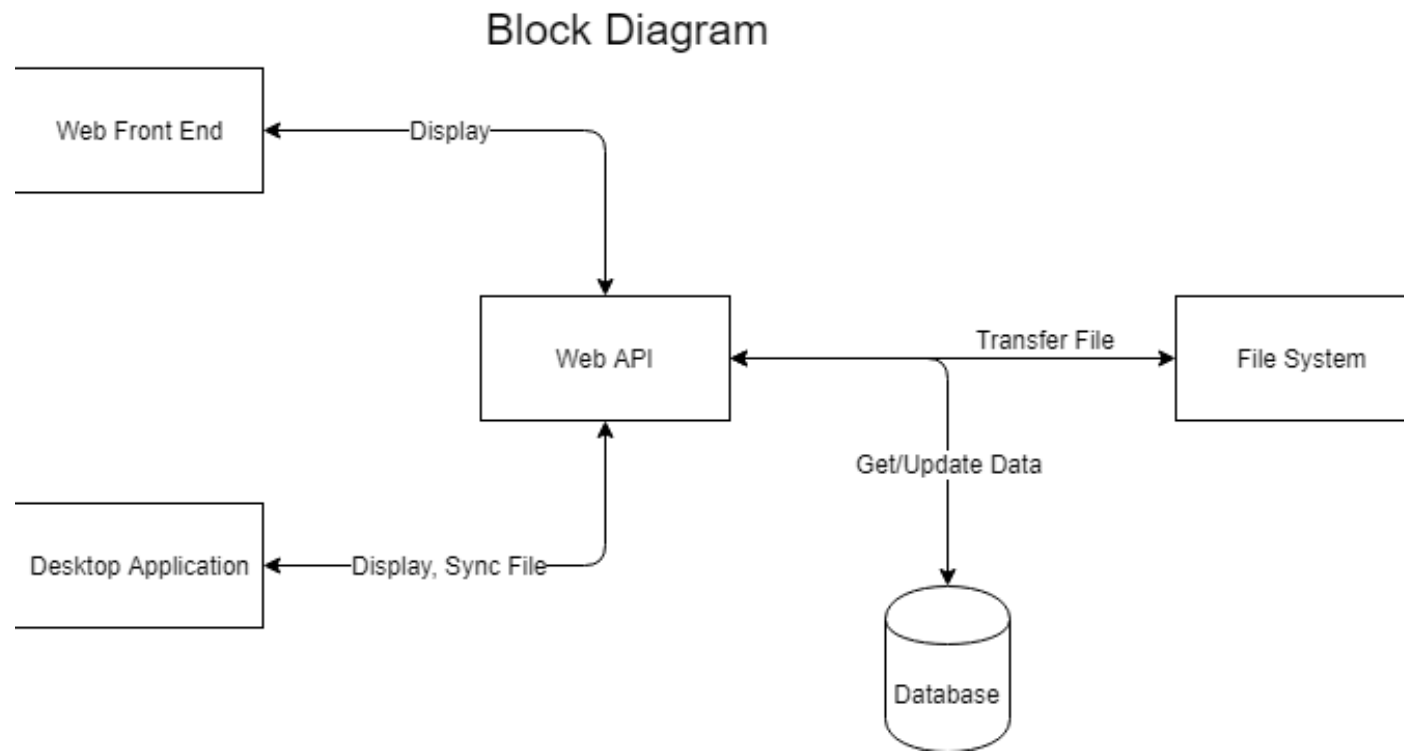 Block Diagram
Web Front End
Display
Web API
Transfer File
File System
Get/Update Data
Desktop Application
Display, Sync File
Database